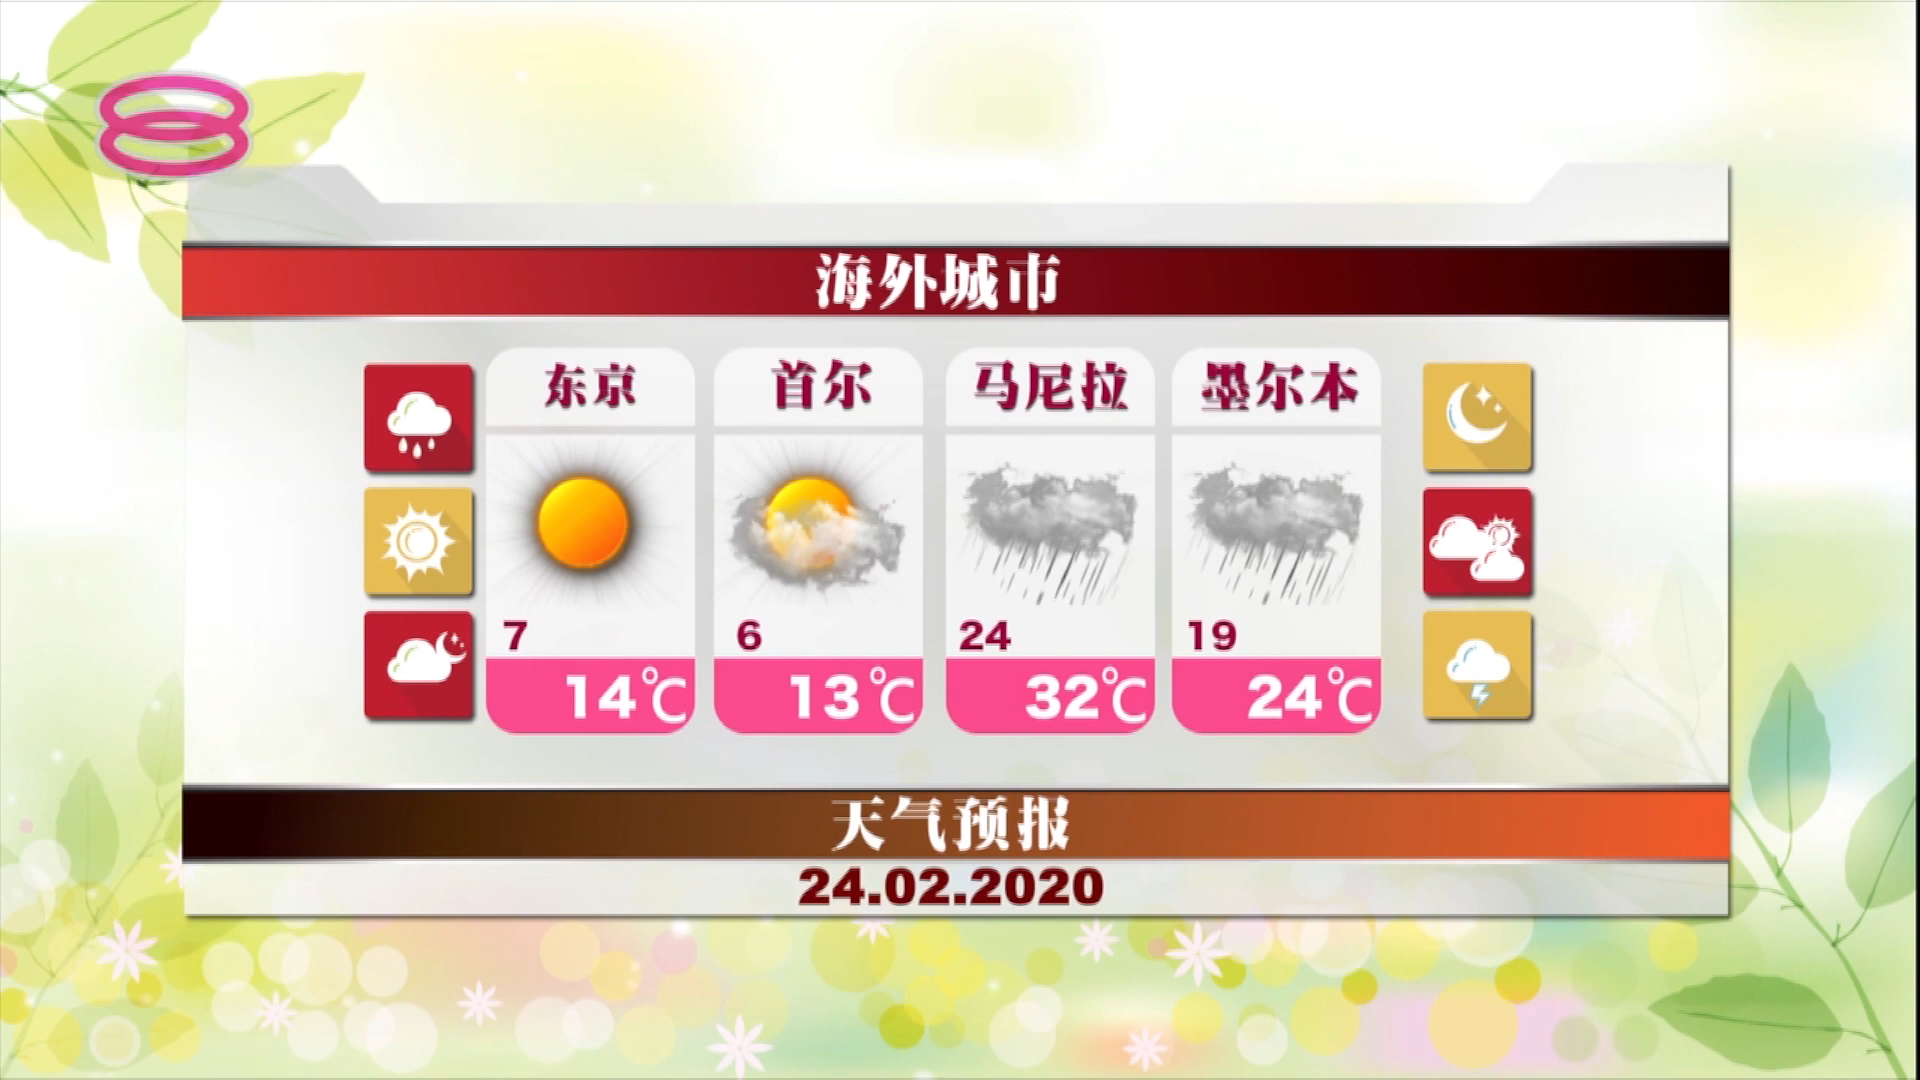 海外城市
东京 首尔 马尼拉 墨尔本
7 6 24 19
14℃ 13℃ 32℃ 24℃
天气预报
24.02.2020